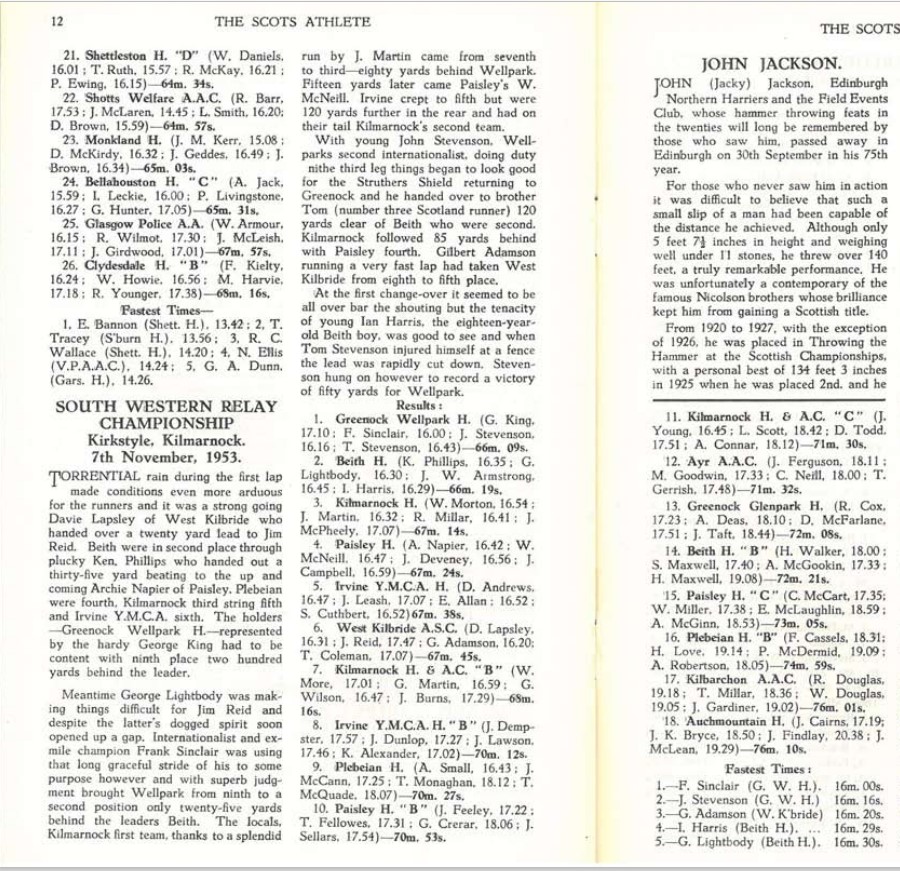 12
THE SCOTS ATHLETE
21. Shettleston H. "D" (W. Daniels,
16.01 ; T. Ruth, 15.57 ; R. McKay, 16.21 ;
P. Ewing, 16.15)—64m. 34s.
22. Shotts Welfare A.A.C. (R. Barr,
17.53 ; J. McLaren, 14.45 ; L. Smith, 16.20;
D. Brown, 15.59)—64m. 57s.
23. Monkland H. (J. M. Kerr, 15.08 ;
D. McKirdy, 16.32 ; J. Geddes, 16.49 ; J.
Brown, 16.34)—65m. 03s.
24. Bellahouston H. "C" (A. Jack,
15.59 ; I. Leckie, 16.00 ; P. Livingstone,
16.27 ; G. Hunter, 17.05)—65m. 31s.
25. Glasgow Police A.A. (W. Armour,
16.15 ; R. Wilmot, 17.30 ; J. McLeish,
17.11 ; J. Girdwood, 17.01)—67m. 57s.
26. Clydesdale H. "B" (F. Kielty,
16.24 ; W. Howie, 16.56 ; M. Harvie,
17.18 ; R. Younger, 17.38)—68m, 16s.
Fastest Times—
1, E. Bannon (Shett. H.), 13.42 ; 2, T.
Tracey (S'burn H.), 13.56 ; 3, R. C.
Wallace (Shett. H.), 14.20 ; 4, N. Ellis
(V.P.A.A.C.), 14.24 ; 5, G. A. Dunn,
(Gars. H.), 14.26.
SOUTH WESTERN RELAY
CHAMPIONSHIP
Kirkstyle, Kilmarnock.
7th November, 1953.
TORRENTIAL rain during the first lap
made conditions even more arduous
for the runners and it was a strong going
Davie Lapsley of West Kilbride who
handed over a twenty yard lead to Jim
Reid. Beith were in second place through
plucky Ken. Phillips who handed out a
thirty-five yard beating to the up and
coming Archie Napier of Paisley. Plebeian
were fourth, Kilmarnock third string fifth
and Irvine Y.M.C.A. sixth. The holders
—Greenock Wellpark H.—represented
by the hardy George King had to be
content with ninth place two hundred
yards behind the leader.
Meantime George Lightbody was mak-
ing things difficult for Jim Reid and
despite the latter's dogged spirit soon
opened up a gap. Internationalist and ex-
mile champion Frank Sinclair was using
that long graceful stride of his to some
purpose however and with superb judg-
ment brought Wellpark from ninth to a
second position only twenty-five yards
behind the leaders Beith. The locals,
Kilmarnock first team, thanks to a splendid
run by J. Martin came from seventh
to third—eighty yards behind Wellpark.
Fifteen yards later came Paisley's W.
McNeill. Irvine crept to fifth but were
120 yards further in the rear and had on
their tail Kilmarnock's second team.
With young John Stevenson, Well-
parks second internationalist, doing duty
nithe third leg things began to look good
for the Struthers Shield returning to
Greenock and he handed over to brother
Tom (number three Scotland runner) 120
yards clear of Beith who were second.
Kilmarnock followed 85 yards behind
with Paisley fourth. Gilbert Adamson
running a very fast lap had taken West
Kilbride from eighth to fifth place.
At the first change-over it seemed to be
all over bar the shouting but the tenacity
of young Ian Harris, the eighteen-year-
old Beith boy, was good to see and when
Tom Stevenson injured himself at a fence
the lead was rapidly cut down. Steven-
son hung on however to record a victory
of fifty yards for Wellpark.
Results :
1. Greenock Wellpark H. (G. King,
17.10 ; F. Sinclair, 16.00 ; J. Stevenson,
16.16 ; T. Stevenson, 16.43)—66m. 09s.
2. Beith H. (K. Phillips, 16.35 ; G.
Lightbody, 16.30 ; J. W. Armstrong,
16.45 ; I. Harris, 16.29)—66m. 19s.
3. Kilmarnock H. (W. Morton, 16.54 ;
J. Martin, 16.32 ; R. Millar, 16.41 ; J.
McPheely, 17.07)—67m. 14s.
4. Paisley H. (A. Napier, 16.42 ; W.
McNeill, 16.47 ; J. Deveney, 16.56 ; J.
Campbell, 16.59)—67m. 24s.
5. Irvine Y.M.C.A. H. (D. Andrews,
16.47 ; J. Leash, 17.07 ; E. Allan ; 16.52 ;
S. Cuthbert, 16.52) 67m. 38s.
6. West Kilbride A.S.C. (D. Lapsley,
16.31 ; J. Reid, 17.47 ; G. Adamson, 16.20;
T. Coleman, 17.07)—67m. 45s.
7. Kilmarnock H. & A.C. "B" (W.
More, 17.01 ; G. Martin, 16.59 ; G.
Wilson, 16.47 ; J. Burns, 17.29)—68m.
16s.
8. Irvine Y.M.C.A. H. "B" (J. Demp-
ster, 17.57 ; J. Dunlop, 17.27 ; J. Lawson,
17.46 ; K. Alexander, 17.02)—70m. 12s.
9. Plebeian H. (A. Small, 16.43 ; J.
McCann, 17.25 ; T. Monaghan, 18.12 ; T.
McQuade, 18.07)—70m. 27s.
10. Paisley H. "B" (J. Feeley, 17.22 ;
T. Fellowes, 17.31 ; G. Crerar, 18.06 ; J.
Sellars, 17.54)—70m. 53s.
THE SCOTS
JOHN JACKSON.
JOHN (Jacky) Jackson, Edinburgh
Northern Harriers and the Field Events
Club, whose hammer throwing feats in
the twenties will long be remembered by
those who saw him, passed away in
Edinburgh on 30th September in his 75th
year.
For those who never saw him in action
it was difficult to believe that such a
small slip of a man had been capable of
the distance he achieved. Although only
5 feet 7½ inches in height and weighing
well under 11 stones, he threw over 140
feet, a truly remarkable performance. He
was unfortunately a contemporary of the
famous Nicolson brothers whose brilliance
kept him from gaining a Scottish title.
From 1920 to 1927, with the exception
of 1926, he was placed in Throwing the
Hammer at the Scottish Championships,
with a personal best of 134 feet 3 inches
in 1925 when he was placed 2nd. and he
11. Kilmarnock H. & A.C. "C" (J.
Young, 16.45 ; L. Scott, 18.42 ; D. Todd,
17.51 ; A. Connar, 18.12)—71m. 30s.
12. Ayr A.A.C. (J. Ferguson, 18.11 ;
M. Goodwin, 17.33 ; C. Neill, 18.00 ; T.
Gerrish, 17.48)—71m. 32s.
13. Greenock Glenpark H. (R. Cox,
17.23 ; A. Deas, 18.10 ; D, McFarlane,
17.51 ; J. Taft, 18.44)—72m. 08s.
14. Beith H. "B" (H. Walker, 18.00 ;
S. Maxwell, 17.40 ; A. McGookin, 17.33 ;
H. Maxwell, 19.08)—72m. 21s.
15. Paisley H. "C" (C. McCart, 17.35;
W. Miller, 17.38 ; E. McLaughlin, 18.59 ;
A. McGinn, 18.53)—73m. 05s.
16. Plebeian H. "B" (F. Cassels, 18.31;
H. Love, 19.14 ; P. McDermid, 19.09 ;
A. Robertson, 18.05)—74m. 59s.
17. Kilbarchon A.A.C. (R. Douglas,
19.18 ; T. Millar, 18.36 ; W. Douglas,
19.05 ; J. Gardiner, 19.02)—76m. 01s.
18. Auchmountain H. (J. Cairns, 17.19;
J. K. Bryce, 18.50 ; J. Findlay, 20.38 ; J.
McLean, 19.29)—76m. 10s.
Fastest Times :
1.—F. Sinclair (G. W. H.). 16m. 00s.
2.—J. Stevenson (G. W. H.) 16m. 16s.
3.—G. Adamson (W. K'bride) 16m. 20s.
4.—I. Harris (Beith H.). ... 16m. 29s.
5.—G. Lightbody (Beith H.). 16m. 30s.